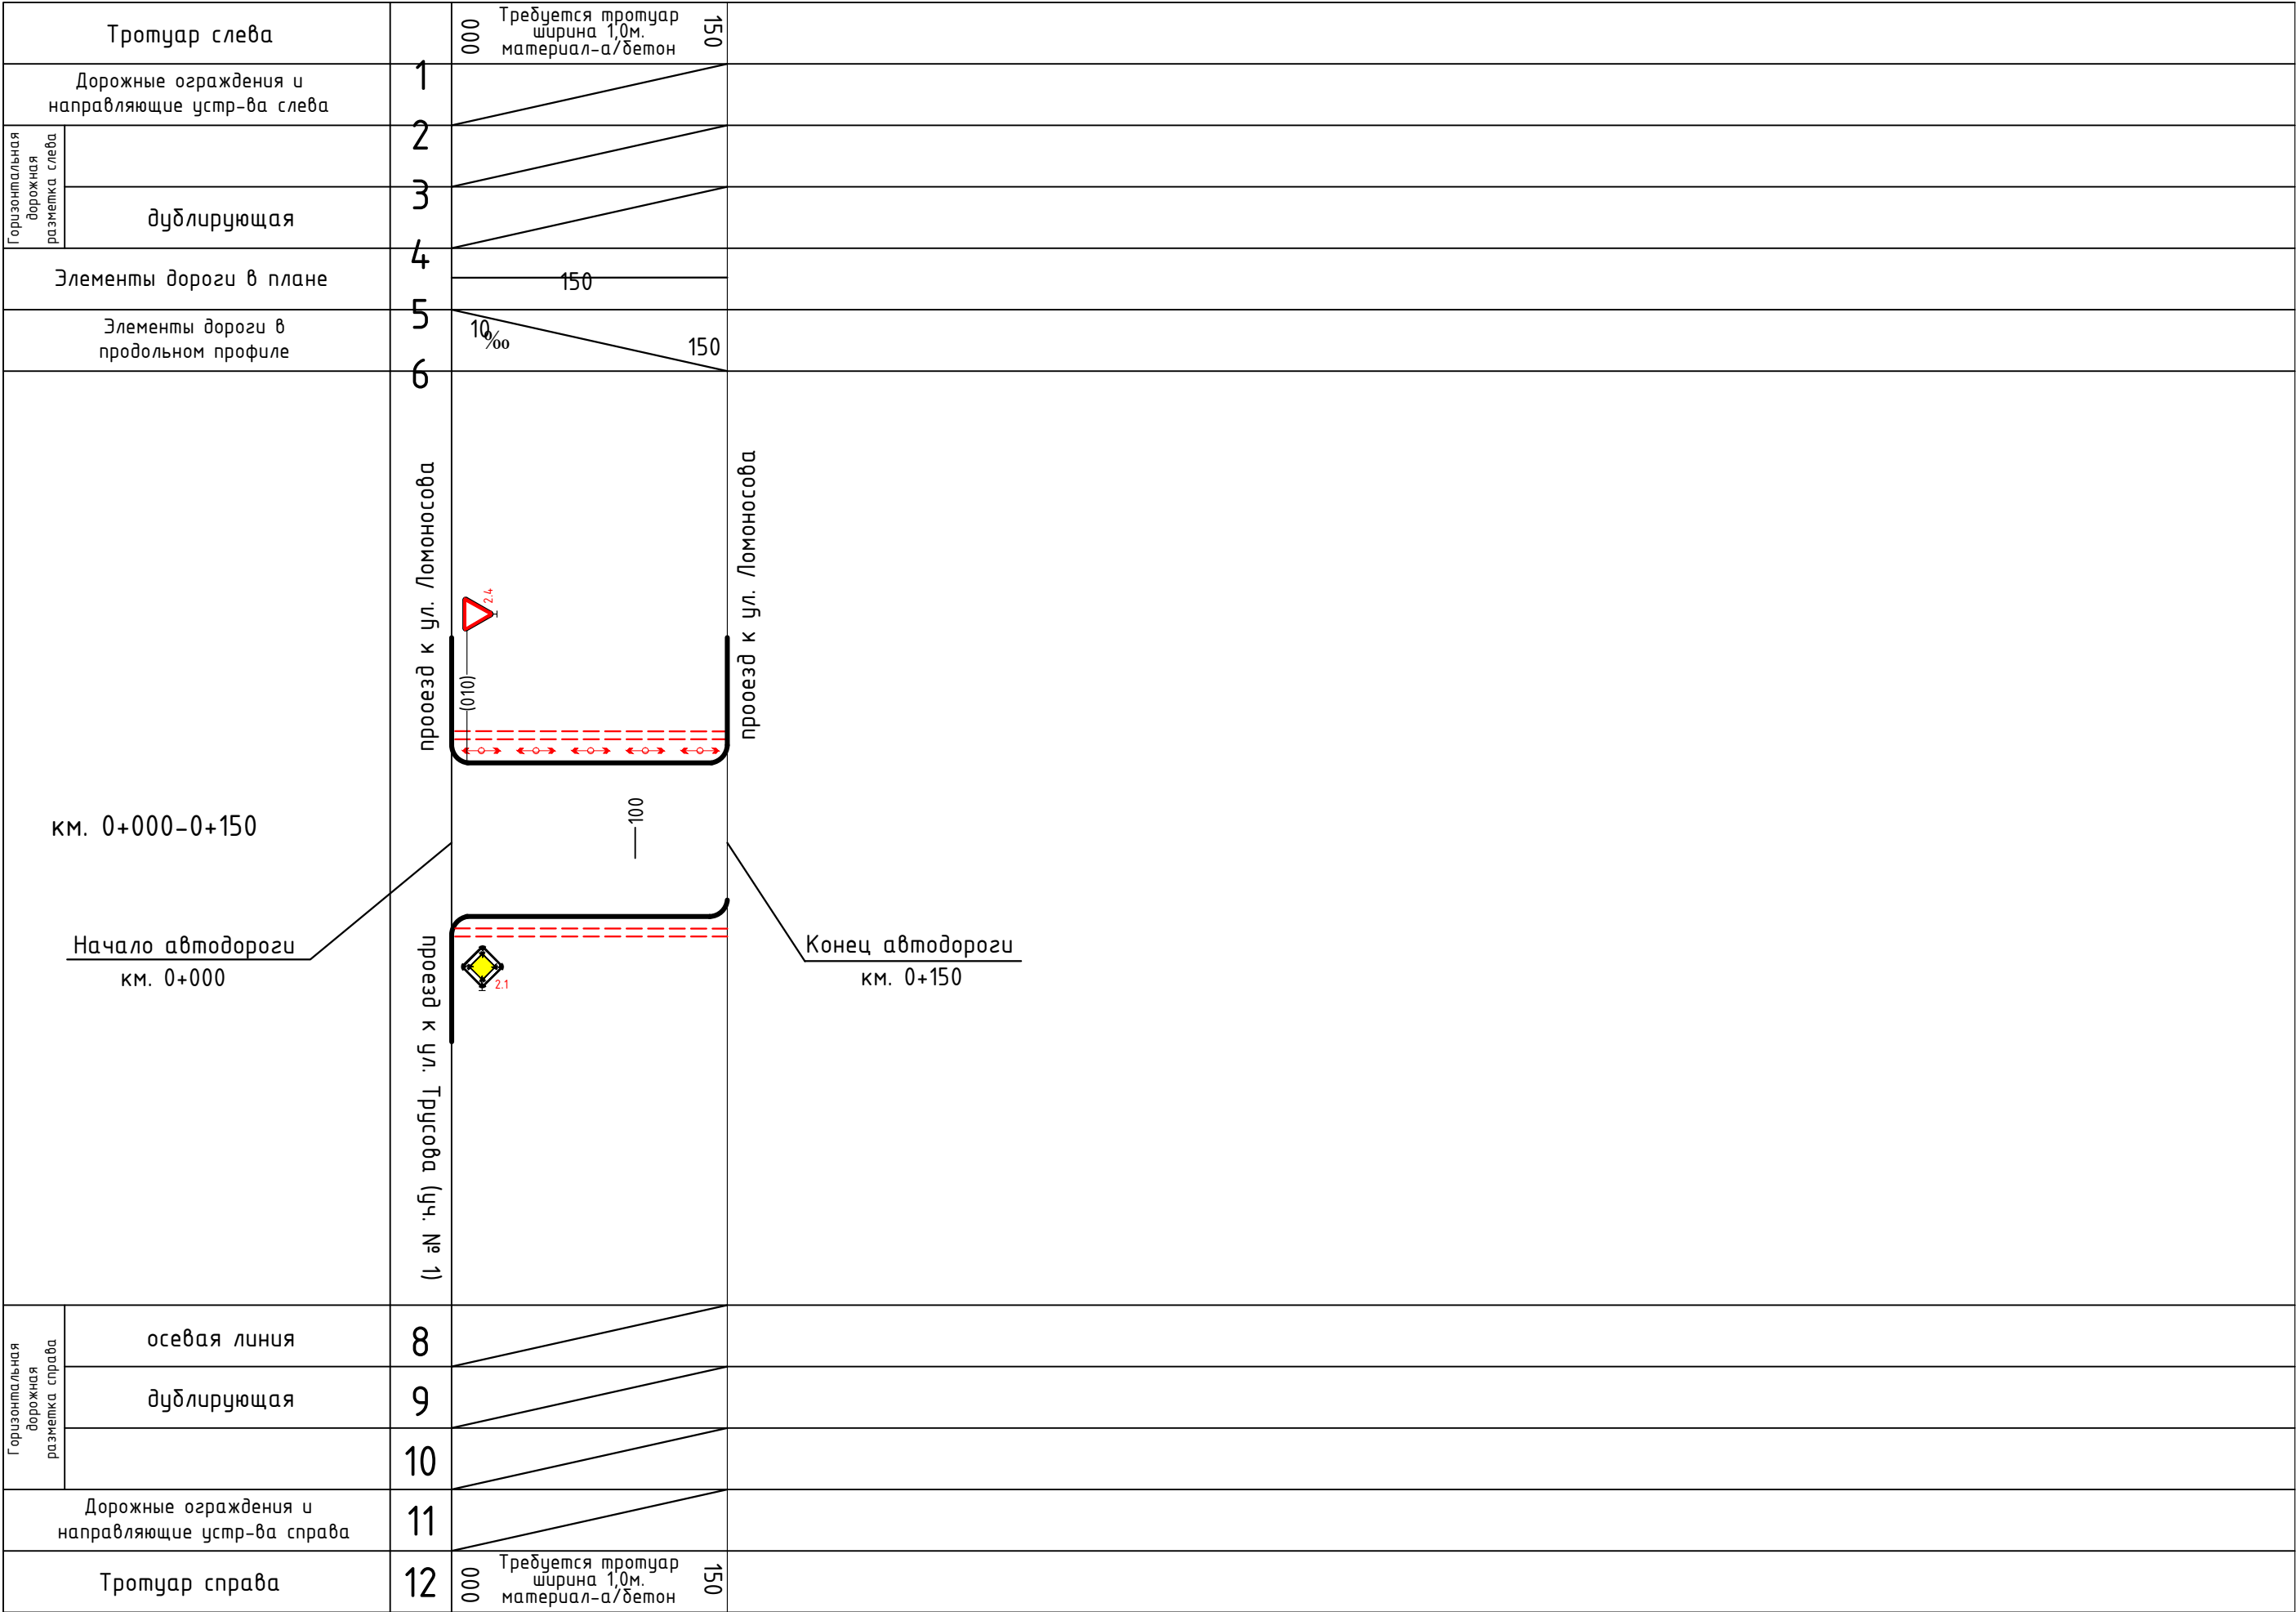 Тротуар слева
000
Требуется тротуар
ширина 1,0м.
материал-а/бетон
150
1
Дорожные ограждения и
направляющие устр-ва слева
2
Горизонтальная
дорожная
разметка слева
3
дублирующая
4
Элементы дороги в плане
150
5
Элементы дороги в
продольном профиле
10‰
150
6
прооезд к ул. Ломоносова
прооезд к ул. Ломоносова
2.4
(010)
100
км. 0+000-0+150
Начало автодороги
км. 0+000
Конец автодороги
км. 0+150
2.1
проезд к ул. Трусова (уч. № 1)
Горизонтальная
дорожная
разметка справа
осевая линия
8
дублирующая
9
10
Дорожные ограждения и
направляющие устр-ва справа
11
Тротуар справа
12
000
Требуется тротуар
ширина 1,0м.
материал-а/бетон
150